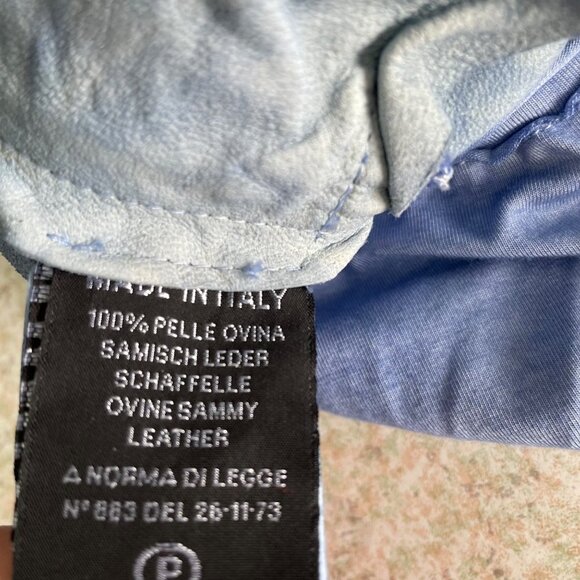 MADE IN ITALY
100% PELLE OVINA
SAMISCH LEDER
SCHAFFELLE
OVINE SAMMY
LEATHER
A NORMA DI LEGGE
N° 883 DEL 26-11-73
P